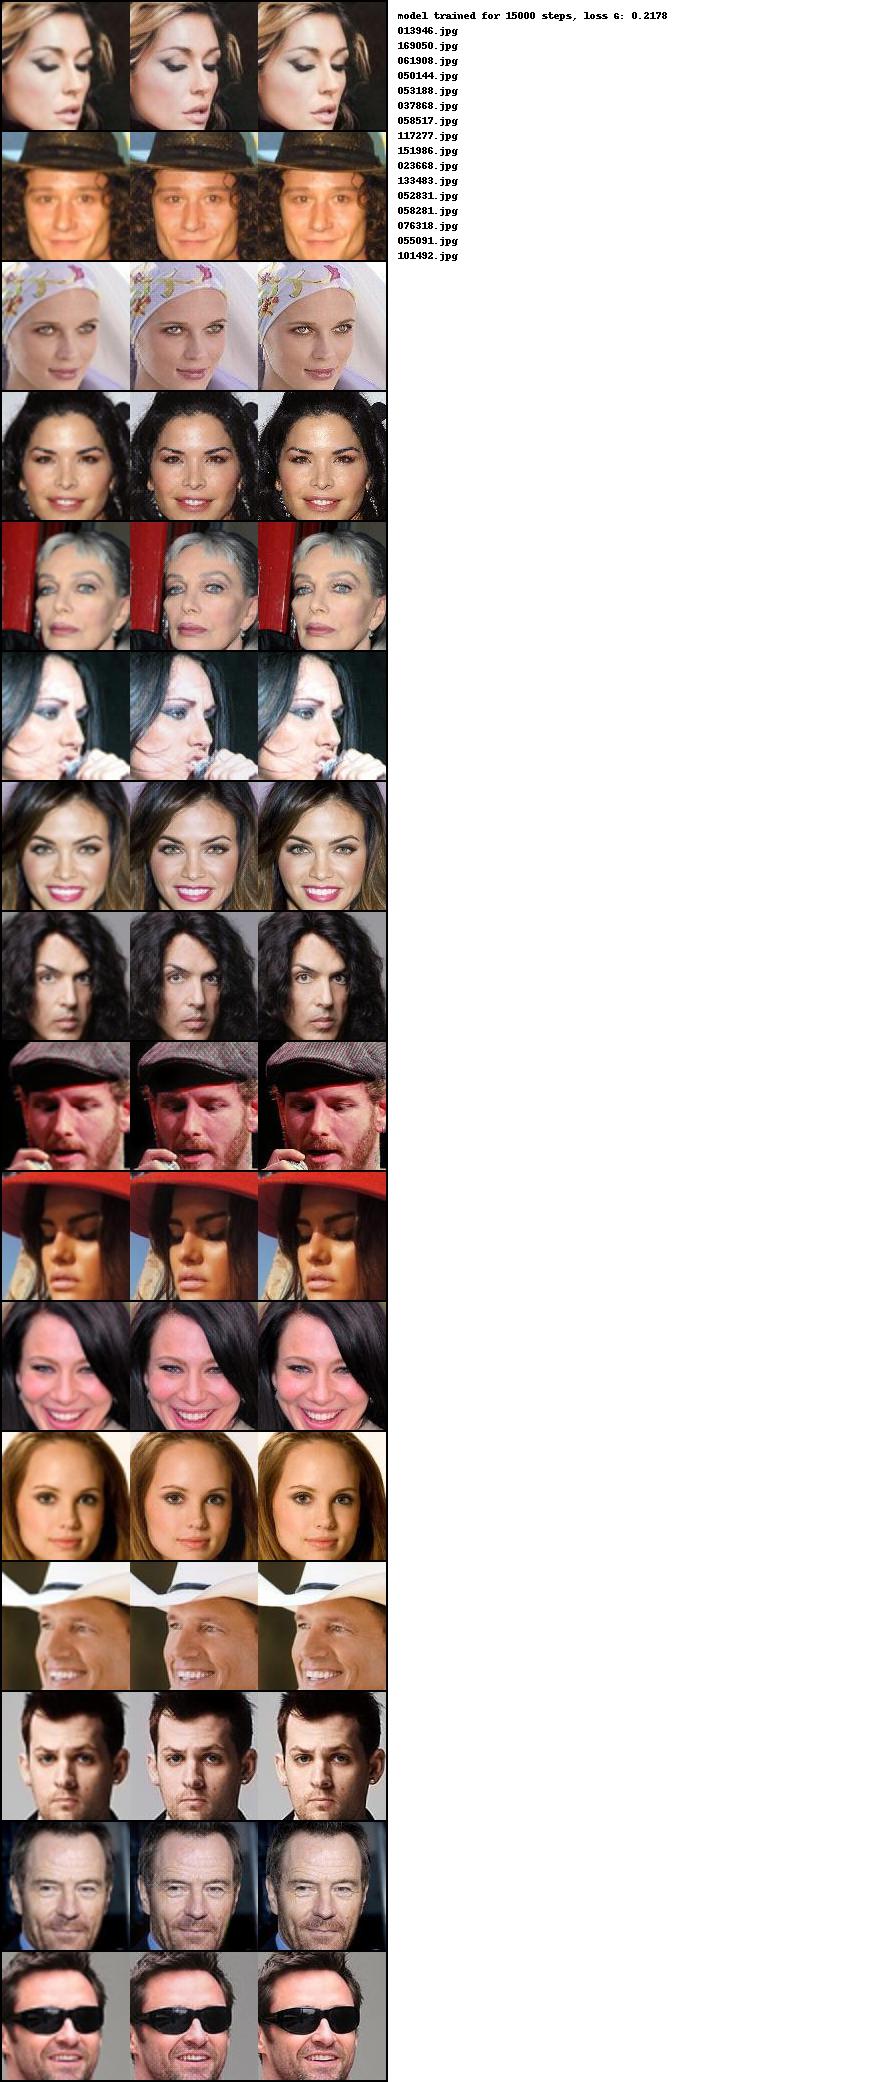 model trained for 15000 steps, loss G: 0.2178
013946.jpg
169050.jpg
061908.jpg
050144.jpg
053188.jpg
037868.jpg
058517.jpg
117277.jpg
151986.jpg
023668.jpg
133483.jpg
052831.jpg
058281.jpg
076318.jpg
055091.jpg
101492.jpg